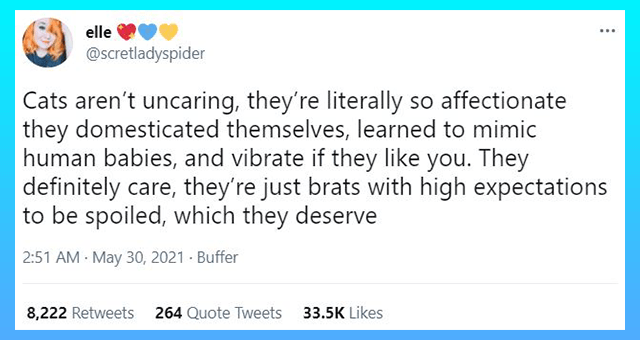 elle 💖💙💛
@scretladyspider
Cats aren’t uncaring, they’re literally so affectionate
they domesticated themselves, learned to mimic
human babies, and vibrate if they like you. They
definitely care, they’re just brats with high expectations
to be spoiled, which they deserve
2:51 AM · May 30, 2021 · Buffer
8,222 Retweets 264 Quote Tweets 33.5K Likes